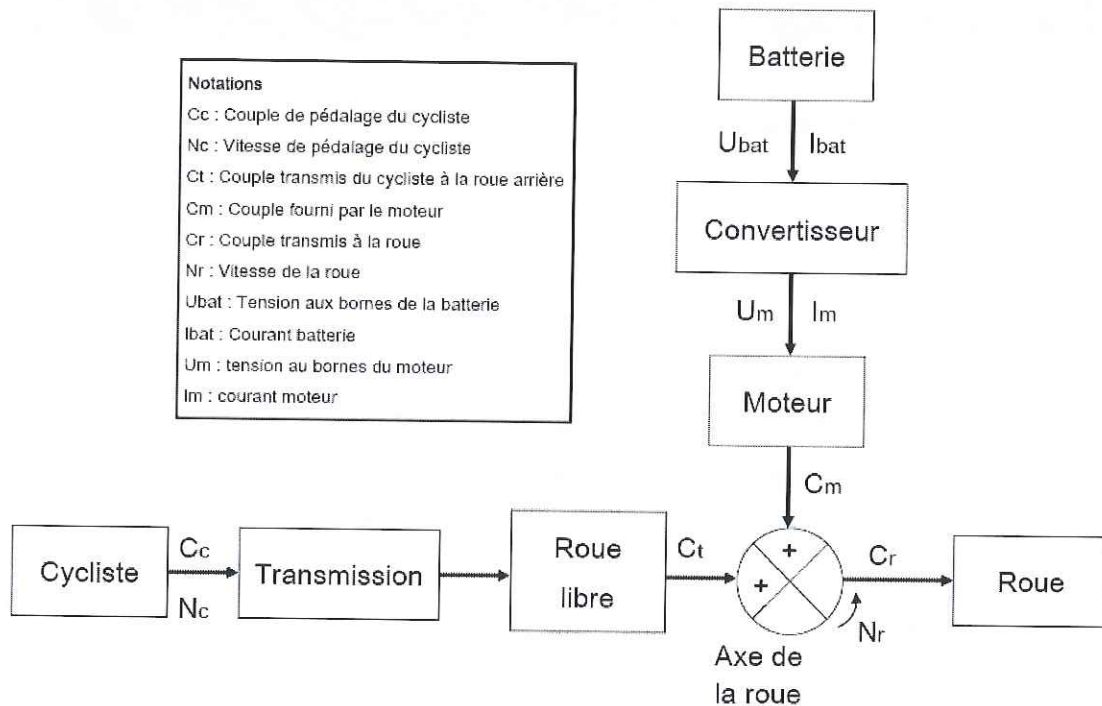 Batterie
Notations
Cc : Couple de pédalage du cycliste
Nc : Vitesse de pédalage du cycliste
Ct : Couple transmis du cycliste à la roue arrière
Cm : Couple fourni par le moteur
Cr : Couple transmis à la roue
Nr : Vitesse de la roue
Ubat : Tension aux bornes de la batterie
Ibat : Courant batterie
Um : tension au bornes du moteur
Im : courant moteur
Ubat Ibat
Convertisseur
Um Im
Moteur
Cm
Cycliste
Cc
Nc
Transmission
Roue
libre
Ct
+
+
Cr
Nr
Roue
Axe de
la roue